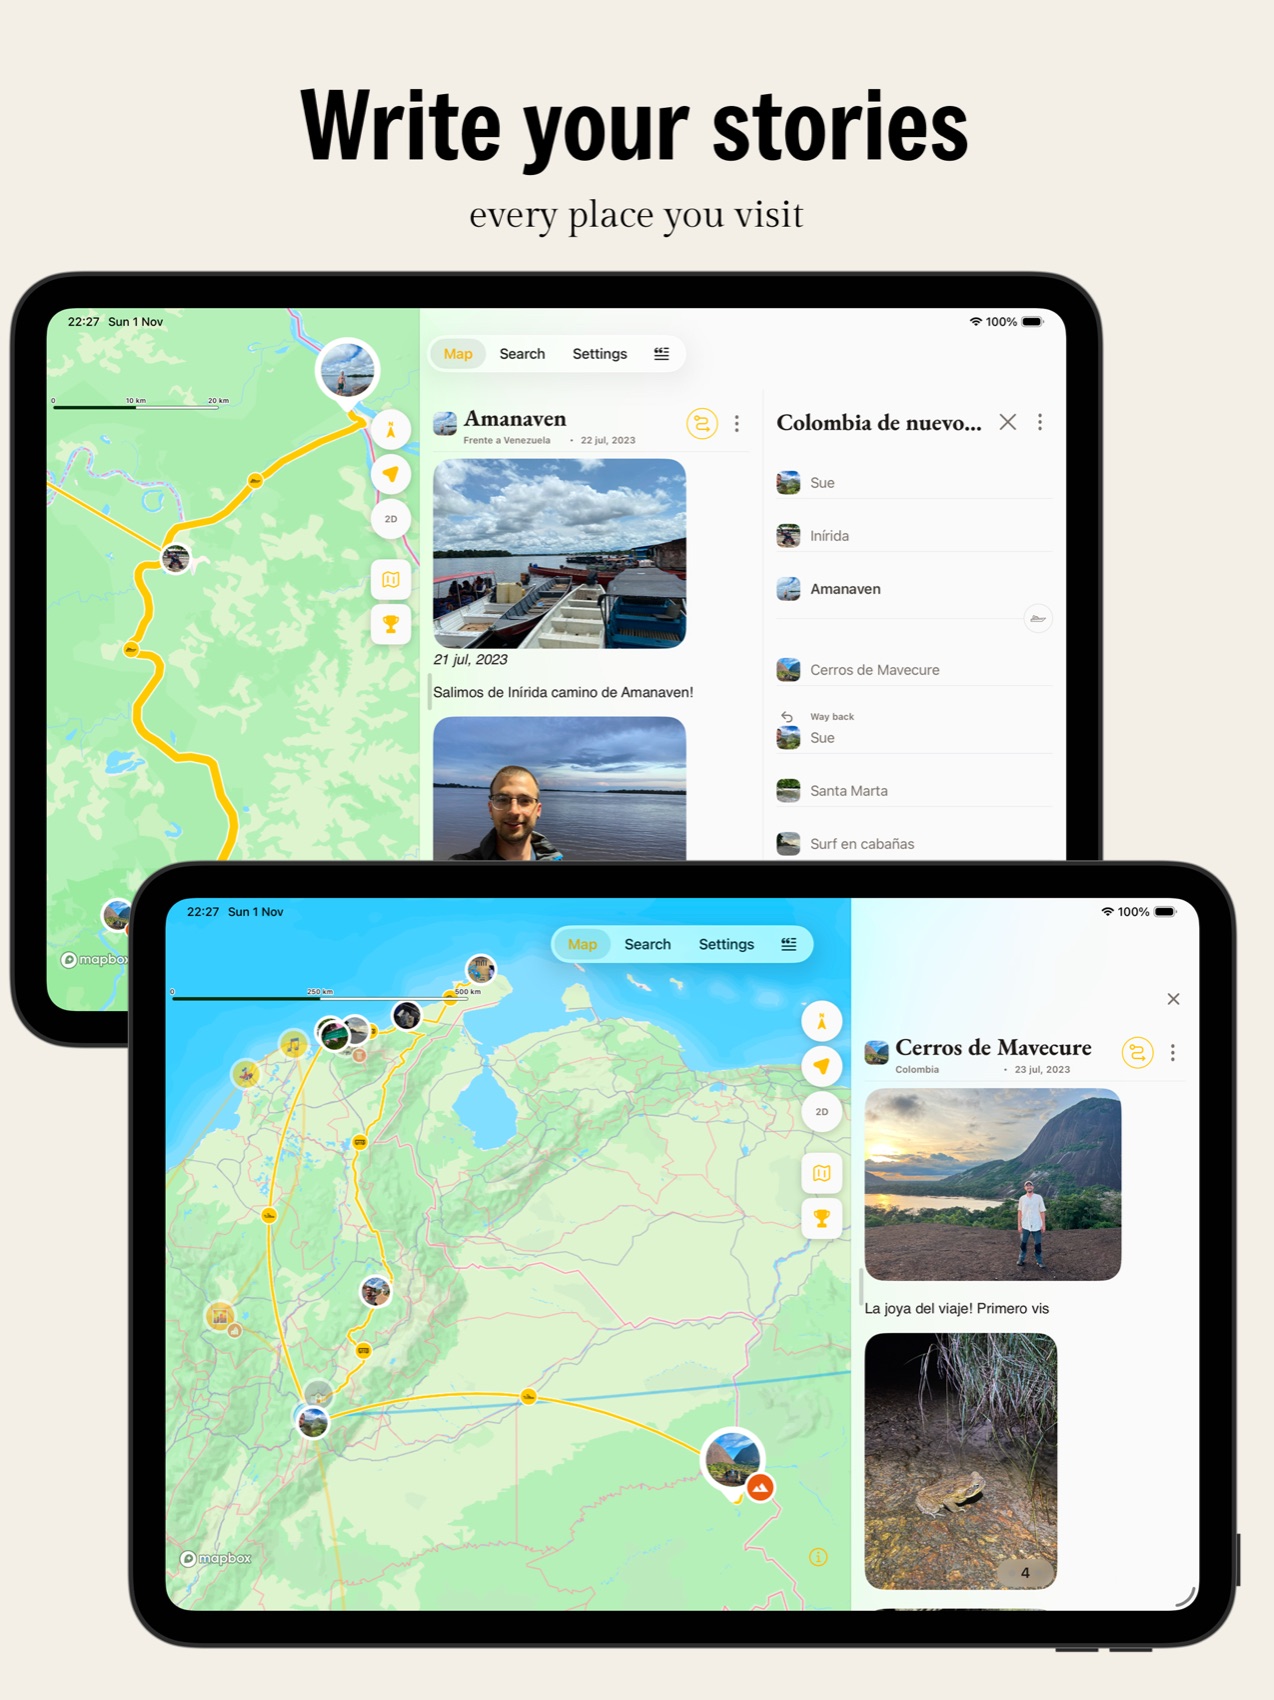 Write your stories
every place you visit
22:27 Sun 1 Nov
100%
Map Search Settings
0 10 km 20 km
N
2D
Amanaven
Frente a Venezuela • 22 jul, 2023
21 jul, 2023
Salimos de Inírida camino de Amanaven!
Colombia de nuevo...
Sue
Inírida
Amanaven
Cerros de Mavecure
Way back
Sue
Santa Marta
Surf en cabañas
mapbox
22:27 Sun 1 Nov
100%
Map Search Settings
0 250 km 500 km
N
2D
Cerros de Mavecure
Colombia • 23 jul, 2023
La joya del viaje! Primero vis
4
mapbox